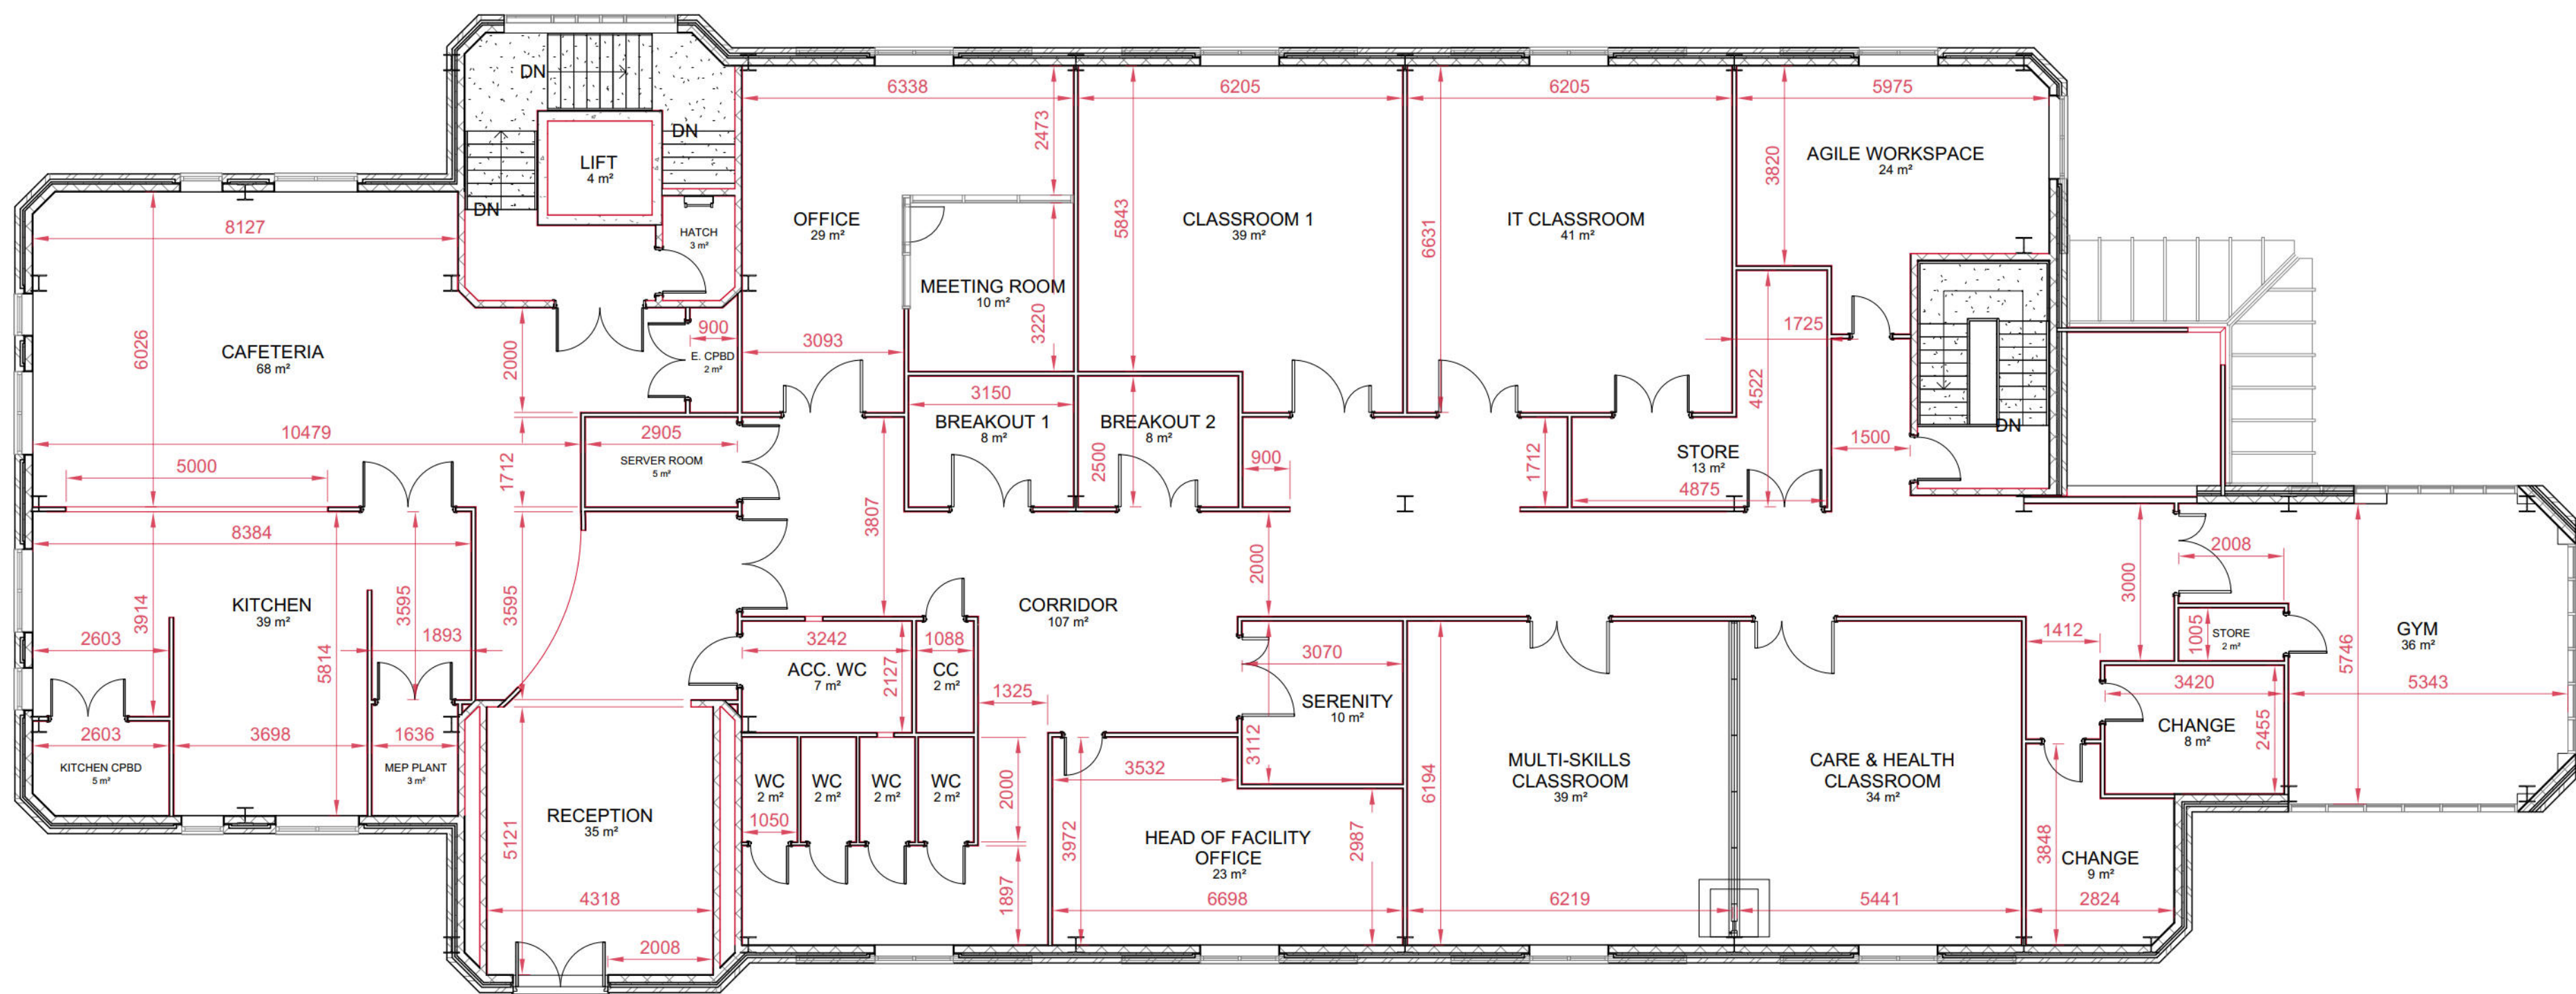 DN
DN
DN
LIFT
4 m²
HATCH
3 m²
8127
6026
CAFETERIA
68 m²
2000
900
E. CPBD
2 m²
10479
5000
1712
2905
SERVER ROOM
5 m²
6338
2473
OFFICE
29 m²
MEETING ROOM
10 m²
3220
3093
3150
BREAKOUT 1
8 m²
6205
5843
CLASSROOM 1
39 m²
BREAKOUT 2
8 m²
2500
900
6205
6631
IT CLASSROOM
41 m²
1712
5975
3820
AGILE WORKSPACE
24 m²
1725
4522
STORE
13 m²
4875
1500
DN
8384
3914
KITCHEN
39 m²
3595
1893
2603
5814
2603
KITCHEN CPBD
5 m²
3698
1636
MEP PLANT
3 m²
3595
RECEPTION
35 m²
5121
4318
2008
3807
3242
ACC. WC
7 m²
2127
1088
CC
2 m²
CORRIDOR
107 m²
2000
1325
WC
2 m²
WC
2 m²
WC
2 m²
WC
2 m²
1050
2000
1897
3070
SERENITY
10 m²
3112
3532
3972
HEAD OF FACILITY
OFFICE
23 m²
2987
6698
6194
MULTI-SKILLS
CLASSROOM
39 m²
6219
CARE & HEALTH
CLASSROOM
34 m²
5441
3000
2008
1412
1005
STORE
2 m²
3420
CHANGE
8 m²
2455
3848
CHANGE
9 m²
2824
5746
GYM
36 m²
5343